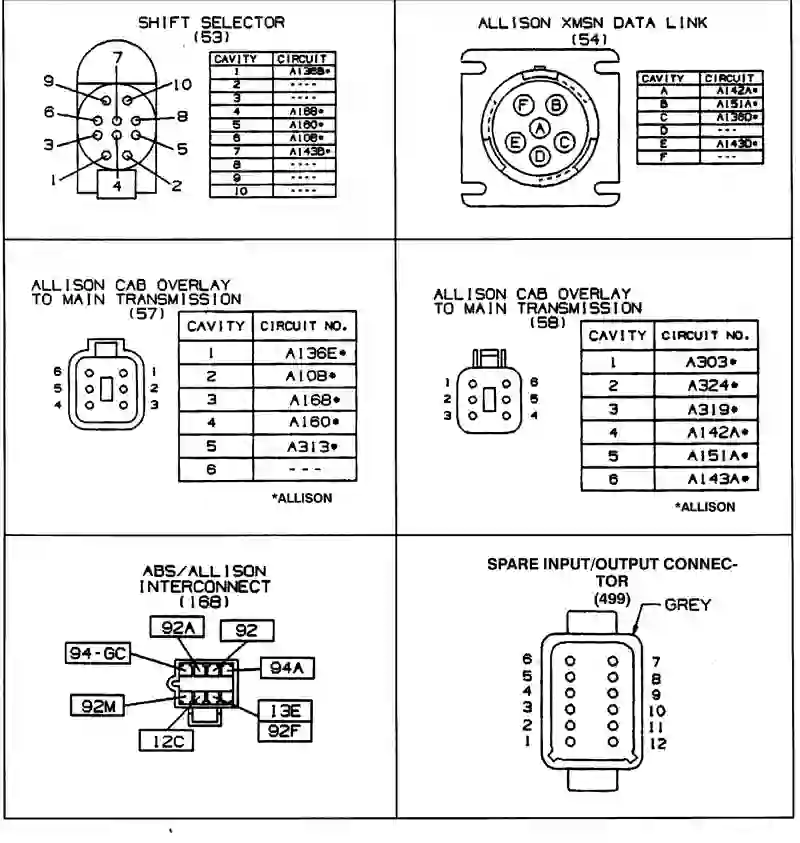 SHIFT SELECTOR
(53)
7
9
10
6
8
3
5
1
4
2
CAVITY CIRCUIT
1 A136B*
2 ----
3 ----
4 A168*
5 A160*
6 A108*
7 A143B*
8 ----
9 ----
10 ----
ALLISON XMSN DATA LINK
(54)
F B
A
E C
D
CAVITY CIRCUIT
A A142A*
B A151A*
C A136D*
D ---
E A143D*
F ---
ALLISON CAB OVERLAY
TO MAIN TRANSMISSION
(57)
6 1
5 2
4 3
CAVITY CIRCUIT NO.
1 A136E*
2 A108*
3 A168*
4 A160*
5 A313*
6 ---
*ALLISON
ALLISON CAB OVERLAY
TO MAIN TRANSMISSION
(58)
1 6
2 5
3 4
CAVITY CIRCUIT NO.
1 A303*
2 A324*
3 A319*
4 A142A*
5 A151A*
6 A143A*
*ALLISON
ABS/ALLISON
INTERCONNECT
(168)
92A 92
94-GC 94A
92M 13E
12C 92F
SPARE INPUT/OUTPUT CONNEC-
TOR
(499)
GREY
6 7
5 8
4 9
3 10
2 11
1 12